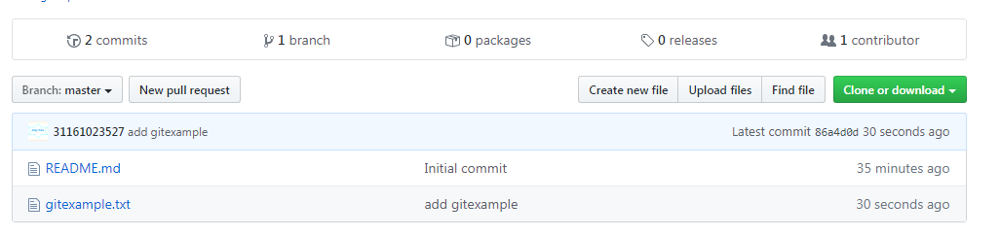 2 commits 1 branch 0 packages 0 releases 1 contributor
Branch: master New pull request Create new file Upload files Find file Clone or download
31161023527 add gitexample Latest commit 86a4d0d 30 seconds ago
README.md Initial commit 35 minutes ago
gitexample.txt add gitexample 30 seconds ago